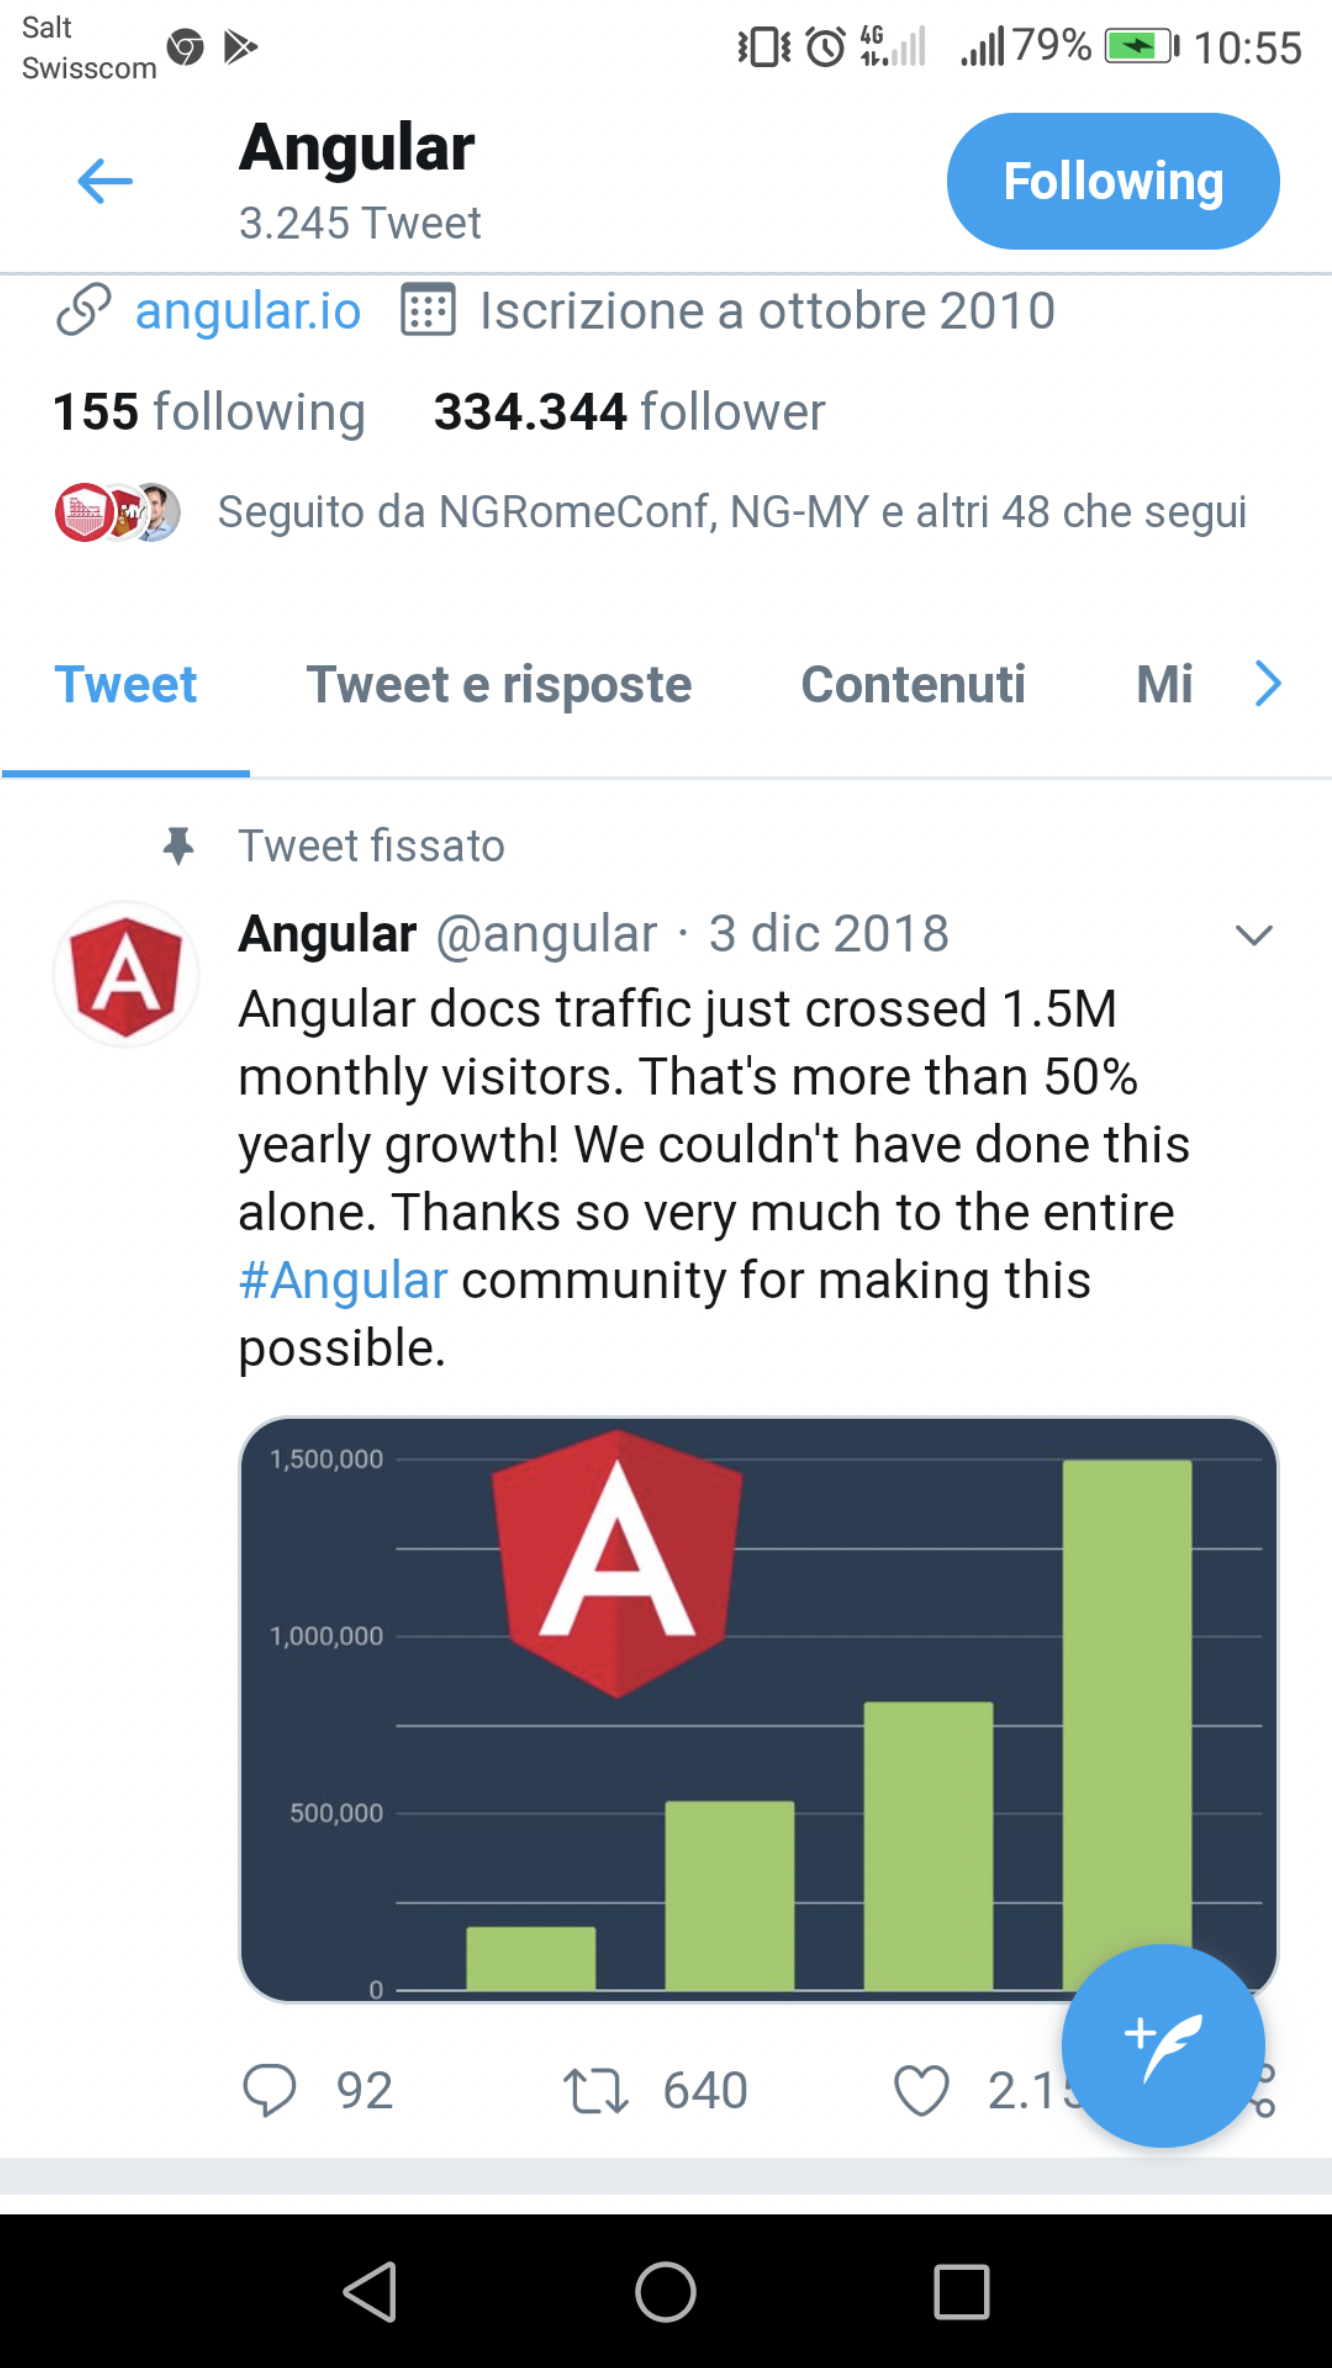 Salt
Swisscom
4G
79%
10:55
Angular
3.245 Tweet
Following
angular.io Iscrizione a ottobre 2010
155 following 334.344 follower
Seguito da NGRomeConf, NG-MY e altri 48 che segui
Tweet Tweet e risposte Contenuti Mi
Tweet fissato
Angular @angular · 3 dic 2018
Angular docs traffic just crossed 1.5M
monthly visitors. That's more than 50%
yearly growth! We couldn't have done this
alone. Thanks so very much to the entire
#Angular community for making this
possible.
1,500,000
1,000,000
500,000
0
92 640